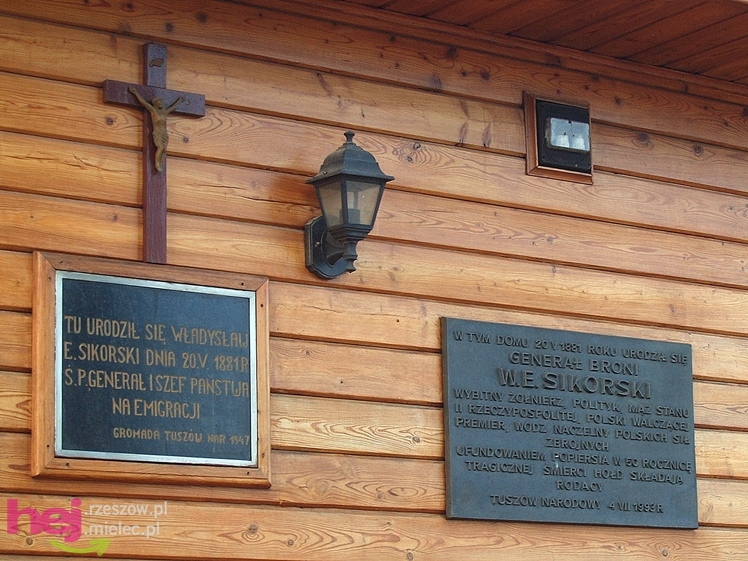 TU URODZIŁ SIĘ WŁADYSŁAW
E. SIKORSKI DNIA 20.V. 1881 R
Ś.P. GENERAŁ I SZEF PAŃSTWA
NA EMIGRACJI
GROMADA TUSZÓW NAR 1947
W TYM DOMU 20 V 1881 ROKU URODZIŁ SIĘ
GENERAŁ BRONI
W.E. SIKORSKI
WYBITNY ŻOŁNIERZ, POLITYK, MĄŻ STANU
II RZECZYPOSPOLITEJ, POLSKI WALCZĄCEJ,
PREMIER, WÓDZ NACZELNY POLSKICH SIŁ
ZBROJNYCH
UFUNDOWANIEM POPIERSIA W 50 ROCZNICĘ
TRAGICZNEJ ŚMIERCI HOŁD SKŁADAJĄ
RODACY
TUSZÓW NARODOWY 4 VII 1993 R
hej.rzeszow.pl
.mielec.pl